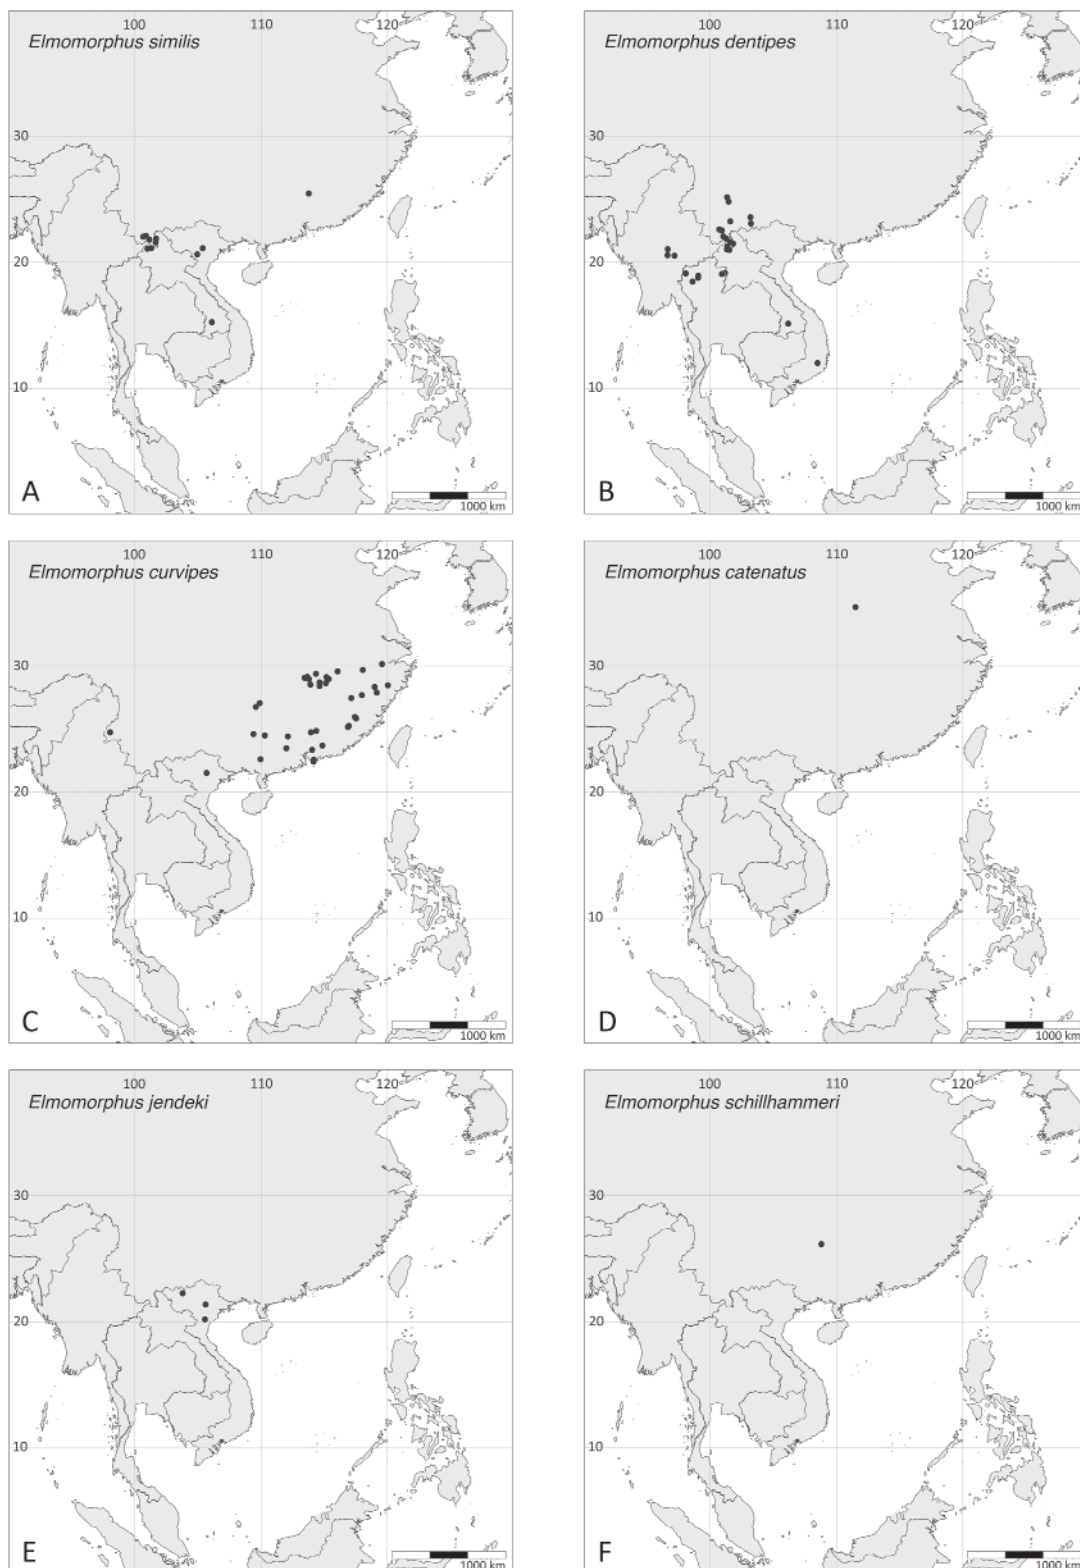 100 110 120
Elmomorphus similis
30
20
10
A
1000 km
100 110 120
Elmomorphus dentipes
30
20
10
B
1000 km
100 110 120
Elmomorphus curvipes
30
20
10
C
1000 km
100 110 120
Elmomorphus catenatus
30
20
10
D
1000 km
100 110 120
Elmomorphus jendeki
30
20
10
E
1000 km
100 110 120
Elmomorphus schillhammeri
30
20
10
F
1000 km